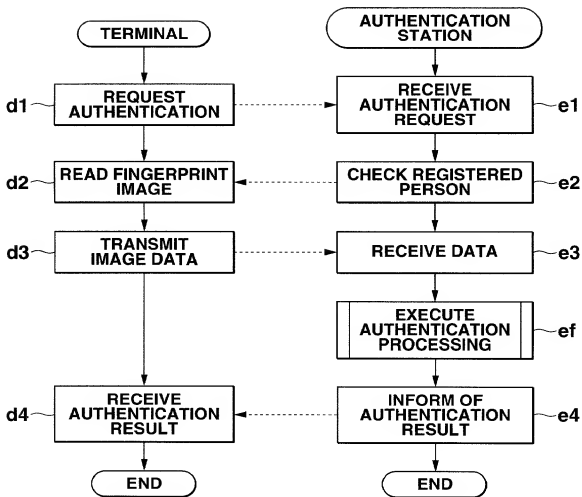 TERMINAL
AUTHENTICATION
STATION
d1
REQUEST
AUTHENTICATION
RECEIVE
AUTHENTICATION
REQUEST
e1
d2
READ FINGERPRINT
IMAGE
CHECK REGISTERED
PERSON
e2
d3
TRANSMIT
IMAGE DATA
RECEIVE DATA
e3
EXECUTE
AUTHENTICATION
PROCESSING
ef
d4
RECEIVE
AUTHENTICATION
RESULT
INFORM OF
AUTHENTICATION
RESULT
e4
END
END